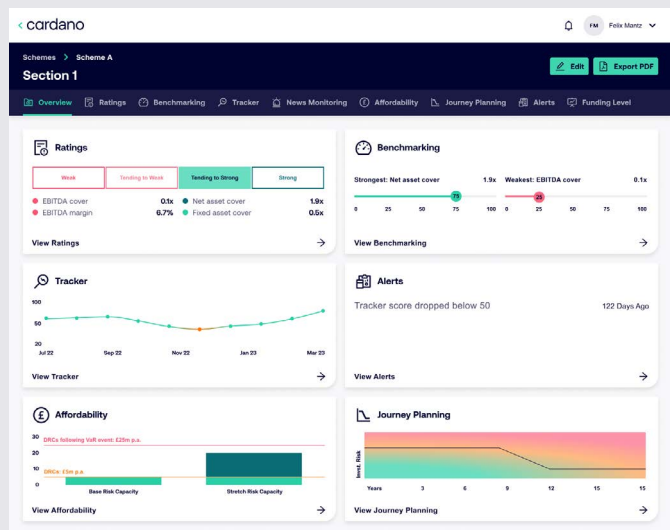 cardano
FM Felix Mantz
Schemes > Scheme A
Section 1
Edit Export PDF
Overview Ratings Benchmarking Tracker News Monitoring Affordability Journey Planning Alerts Funding Level
Ratings
Weak Tending to Weak Tending to Strong Strong
EBITDA cover 0.1x Net asset cover 1.9x
EBITDA margin 6.7% Fixed asset cover 0.5x
View Ratings
Benchmarking
Strongest: Net asset cover 1.9x Weakest: EBITDA cover 0.1x
75 25
0 25 50 75 100 0 25 50 75 100
View Benchmarking
Tracker
100
50
20
Jul 22 Sep 22 Nov 22 Jan 23 Mar 23
View Tracker
Alerts
Tracker score dropped below 50 122 Days Ago
View Alerts
£ Affordability
30
DRCs following VoR event: £25m p.a.
20
10
DRCs: £5m p.a
0
Base Risk Capacity Stretch Risk Capacity
View Affordability
Journey Planning
Invst. Risk
Years 3 6 9 12 15 15
View Journey Planning